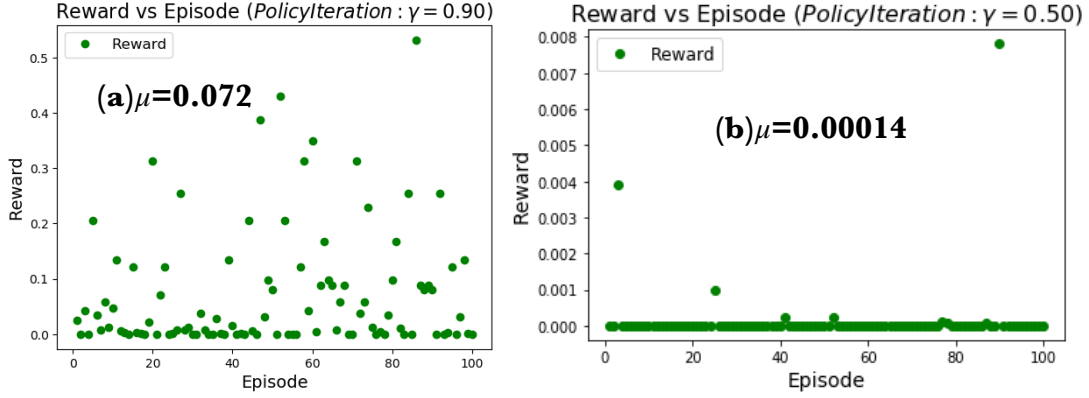 Reward vs Episode (PolicyIteration : γ = 0.90)
Reward
(a)μ=0.072
0.5
0.4
0.3
0.2
0.1
0.0
Reward
0 20 40 60 80 100
Episode
Reward vs Episode (PolicyIteration : γ = 0.50)
Reward
(b)μ=0.00014
0.008
0.007
0.006
0.005
0.004
0.003
0.002
0.001
0.000
Reward
0 20 40 60 80 100
Episode